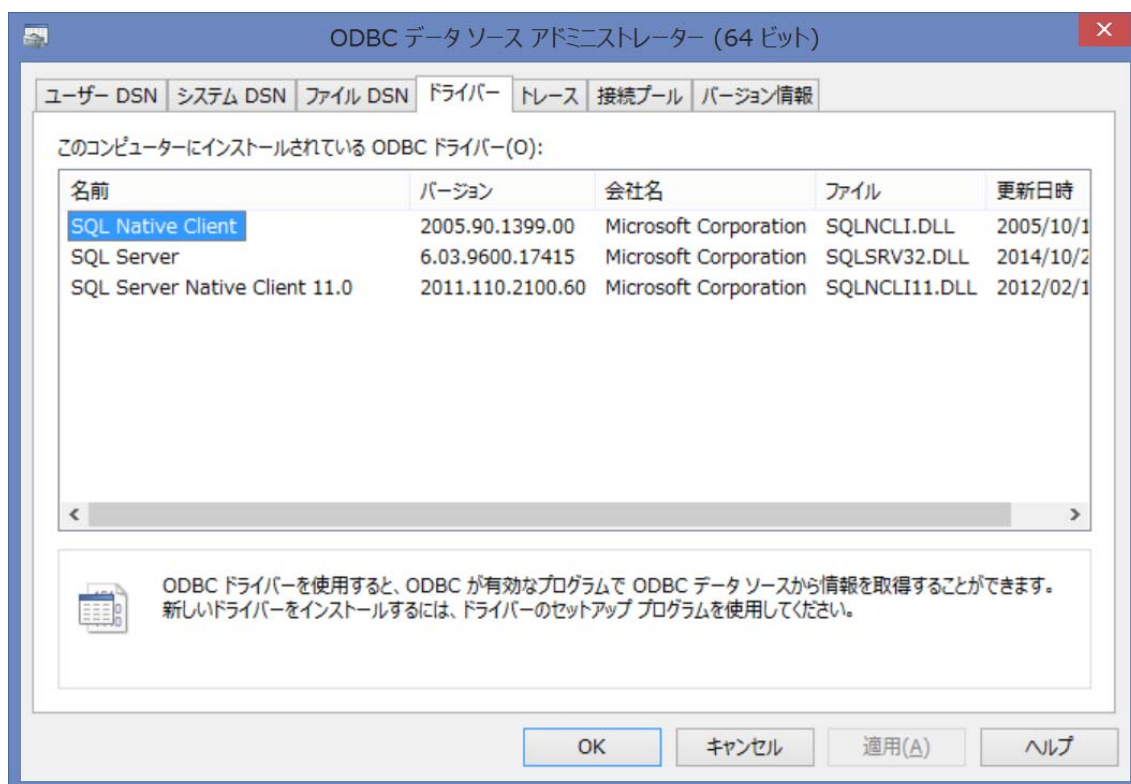 ODBC データ ソース アドミニストレーター (64 ビット)
ユーザー DSN システム DSN ファイル DSN ドライバー トレース 接続プール バージョン情報
このコンピューターにインストールされている ODBC ドライバー(O):
名前 バージョン 会社名 ファイル 更新日時
SQL Native Client 2005.90.1399.00 Microsoft Corporation SQLNCLI.DLL 2005/10/1
SQL Server 6.03.9600.17415 Microsoft Corporation SQLSRV32.DLL 2014/10/2
SQL Server Native Client 11.0 2011.110.2100.60 Microsoft Corporation SQLNCLI11.DLL 2012/02/1
ODBC ドライバーを使用すると、ODBC が有効なプログラムで ODBC データ ソースから情報を取得することができます。
新しいドライバーをインストールするには、ドライバーのセットアップ プログラムを使用してください。
OK キャンセル 適用(A) ヘルプ